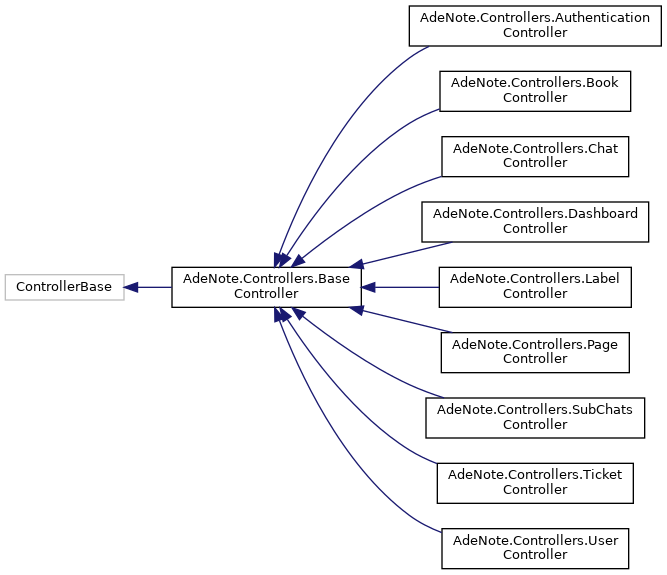 AdeNote.Controllers.Authentication
Controller
AdeNote.Controllers.Book
Controller
AdeNote.Controllers.Chat
Controller
AdeNote.Controllers.Dashboard
Controller
ControllerBase
AdeNote.Controllers.Base
Controller
AdeNote.Controllers.Label
Controller
AdeNote.Controllers.Page
Controller
AdeNote.Controllers.SubChats
Controller
AdeNote.Controllers.Ticket
Controller
AdeNote.Controllers.User
Controller